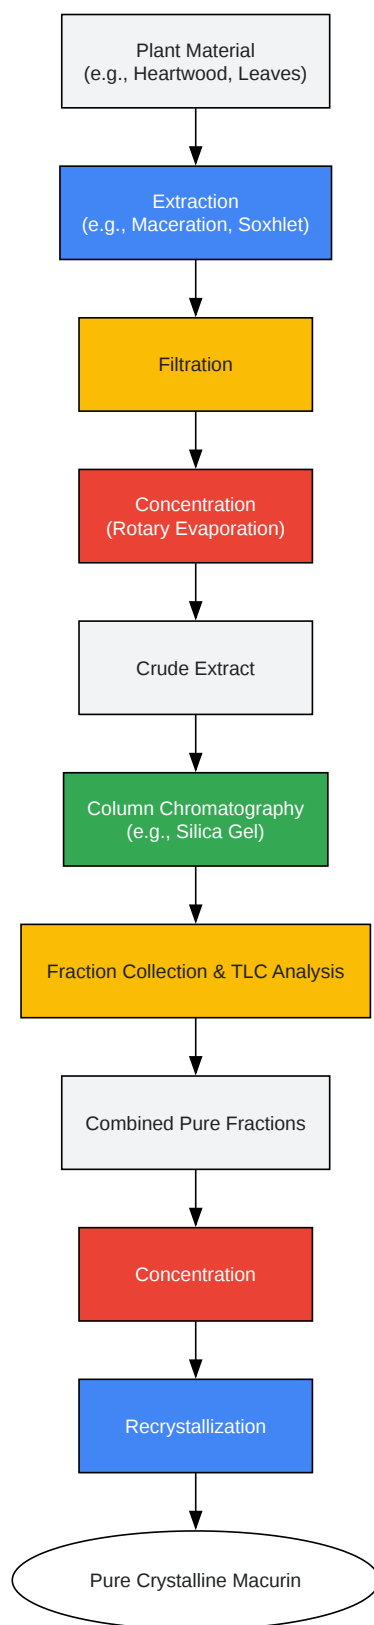 Plant Material
(e.g., Heartwood, Leaves)
Extraction
(e.g., Maceration, Soxhlet)
Filtration
Concentration
(Rotary Evaporation)
Crude Extract
Column Chromatography
(e.g., Silica Gel)
Fraction Collection & TLC Analysis
Combined Pure Fractions
Concentration
Recrystallization
Pure Crystalline Macurin